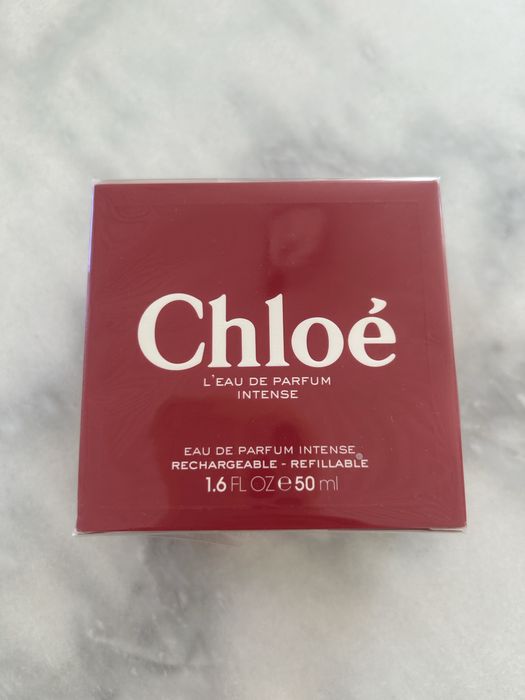 Chloé
L'EAU DE PARFUM
INTENSE
EAU DE PARFUM INTENSE
RECHARGEABLE - REFILLABLE
1.6 FL OZ ℮ 50 ml